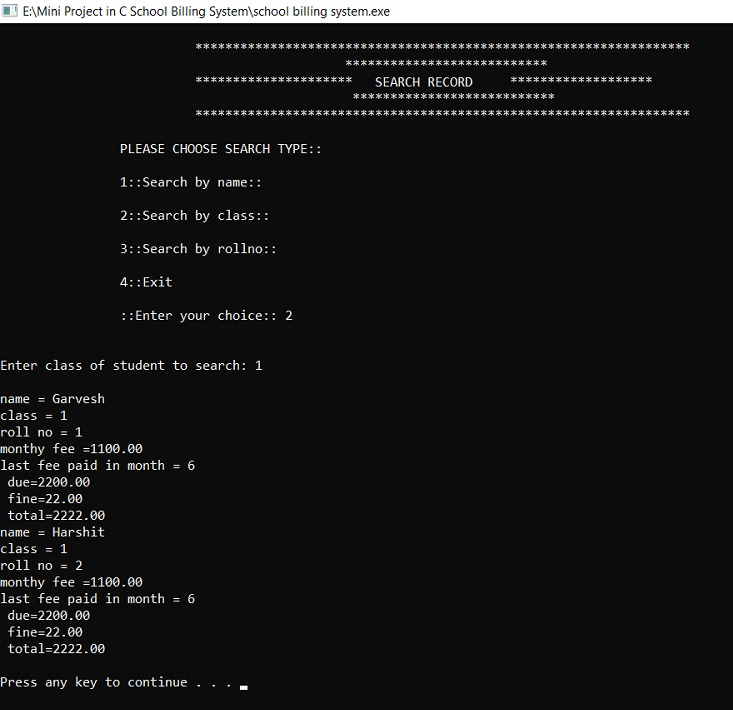 E:\Mini Project in C School Billing System\school billing system.exe
******************************************************************
***************************
********************* SEARCH RECORD *******************
***************************
******************************************************************
PLEASE CHOOSE SEARCH TYPE::
1::Search by name::
2::Search by class::
3::Search by rollno::
4::Exit
::Enter your choice:: 2
Enter class of student to search: 1
name = Garvesh
class = 1
roll no = 1
monthy fee =1100.00
last fee paid in month = 6
due=2200.00
fine=22.00
total=2222.00
name = Harshit
class = 1
roll no = 2
monthy fee =1100.00
last fee paid in month = 6
due=2200.00
fine=22.00
total=2222.00
Press any key to continue . . .